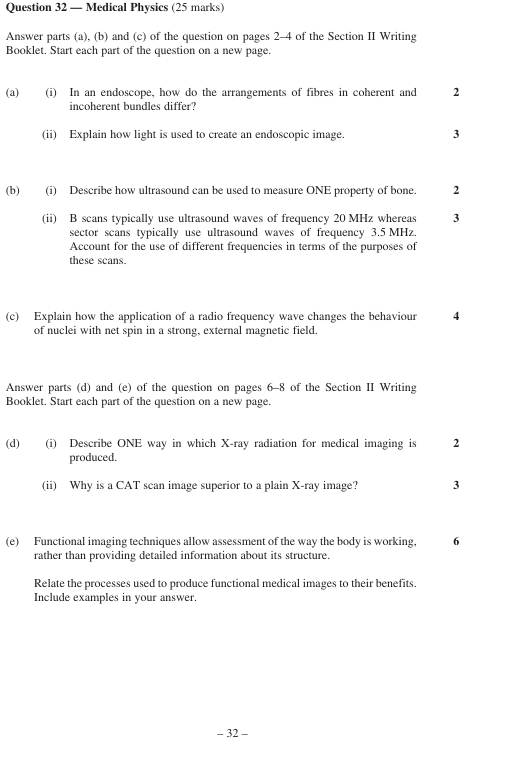 Question 32 — Medical Physics (25 marks)
Answer parts (a), (b) and (c) of the question on pages 2–4 of the Section II Writing
Booklet. Start each part of the question on a new page.
(a) (i) In an endoscope, how do the arrangements of fibres in coherent and 2
incoherent bundles differ?
(ii) Explain how light is used to create an endoscopic image. 3
(b) (i) Describe how ultrasound can be used to measure ONE property of bone. 2
(ii) B scans typically use ultrasound waves of frequency 20 MHz whereas 3
sector scans typically use ultrasound waves of frequency 3.5 MHz.
Account for the use of different frequencies in terms of the purposes of
these scans.
(c) Explain how the application of a radio frequency wave changes the behaviour 4
of nuclei with net spin in a strong, external magnetic field.
Answer parts (d) and (e) of the question on pages 6–8 of the Section II Writing
Booklet. Start each part of the question on a new page.
(d) (i) Describe ONE way in which X-ray radiation for medical imaging is 2
produced.
(ii) Why is a CAT scan image superior to a plain X-ray image? 3
(e) Functional imaging techniques allow assessment of the way the body is working, 6
rather than providing detailed information about its structure.
Relate the processes used to produce functional medical images to their benefits.
Include examples in your answer.
– 32 –